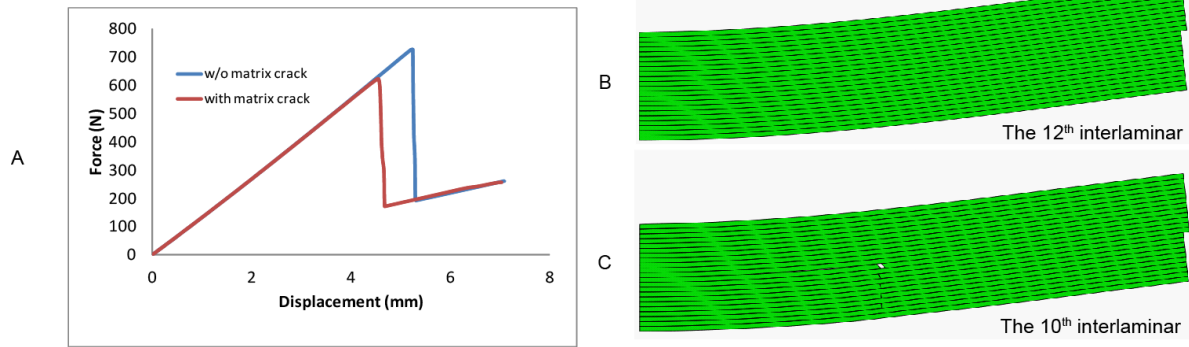 A
800
700
600
500
400
300
200
100
0
Force (N)
w/o matrix crack
with matrix crack
0 2 4 6 8
Displacement (mm)
B
The 12th interlaminar
C
The 10th interlaminar